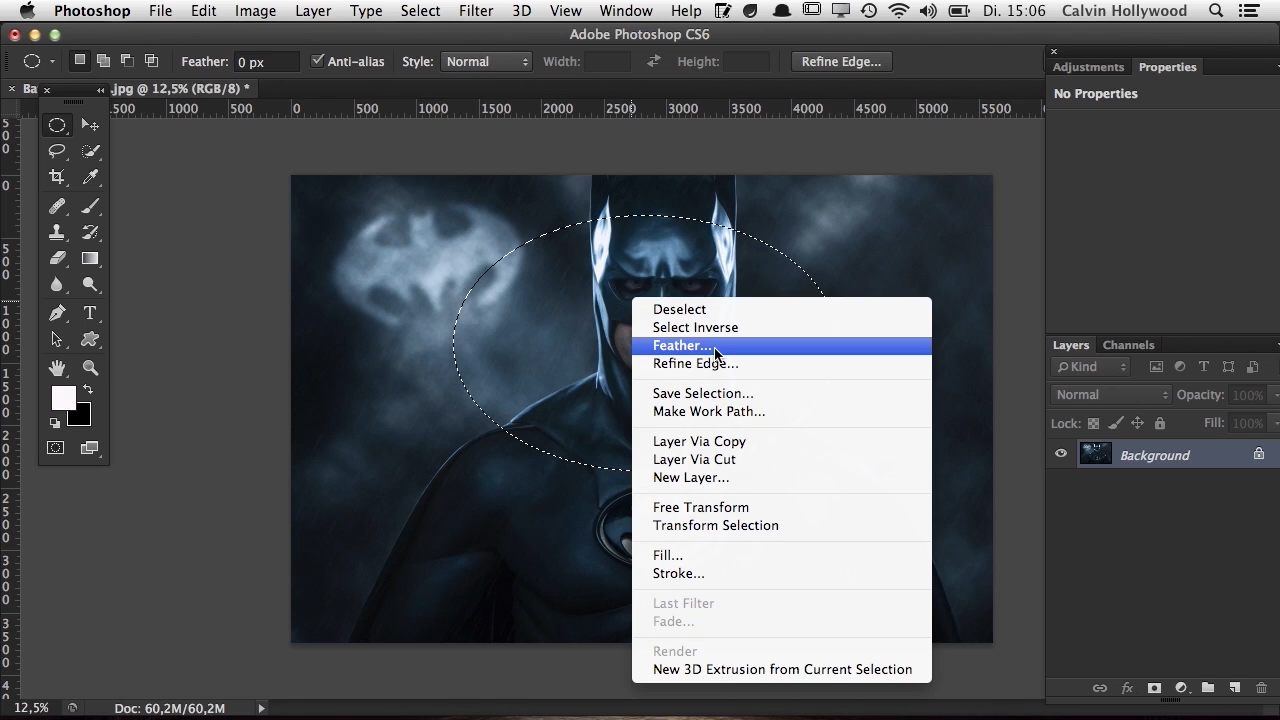 Photoshop File Edit Image Layer Type Select Filter 3D View Window Help Di. 15:06 Calvin Hollywood
Adobe Photoshop CS6
Feather: 0 px Anti-alias Style: Normal Width: Height: Refine Edge...
Adjustments Properties
.jpg @ 12,5% (RGB/8) *
No Properties
500 1000 500 0 500 1000 1500 2000 2500 3000 3500 4000 4500 5000 5500
Deselect
Select Inverse
Feather...
Refine Edge...
Save Selection...
Make Work Path...
Layer Via Copy
Layer Via Cut
New Layer...
Free Transform
Transform Selection
Fill...
Stroke...
Last Filter
Fade...
Render
New 3D Extrusion from Current Selection
Layers Channels
Kind
Normal Opacity: 100%
Lock: Fill: 100%
Background
fx
12,5% Doc: 60,2M/60,2M